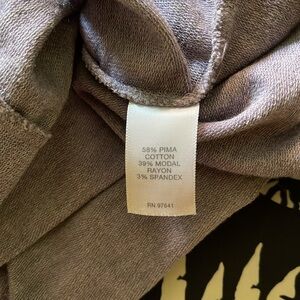 58% PIMA
COTTON
39% MODAL
RAYON
3% SPANDEX
RN 97641